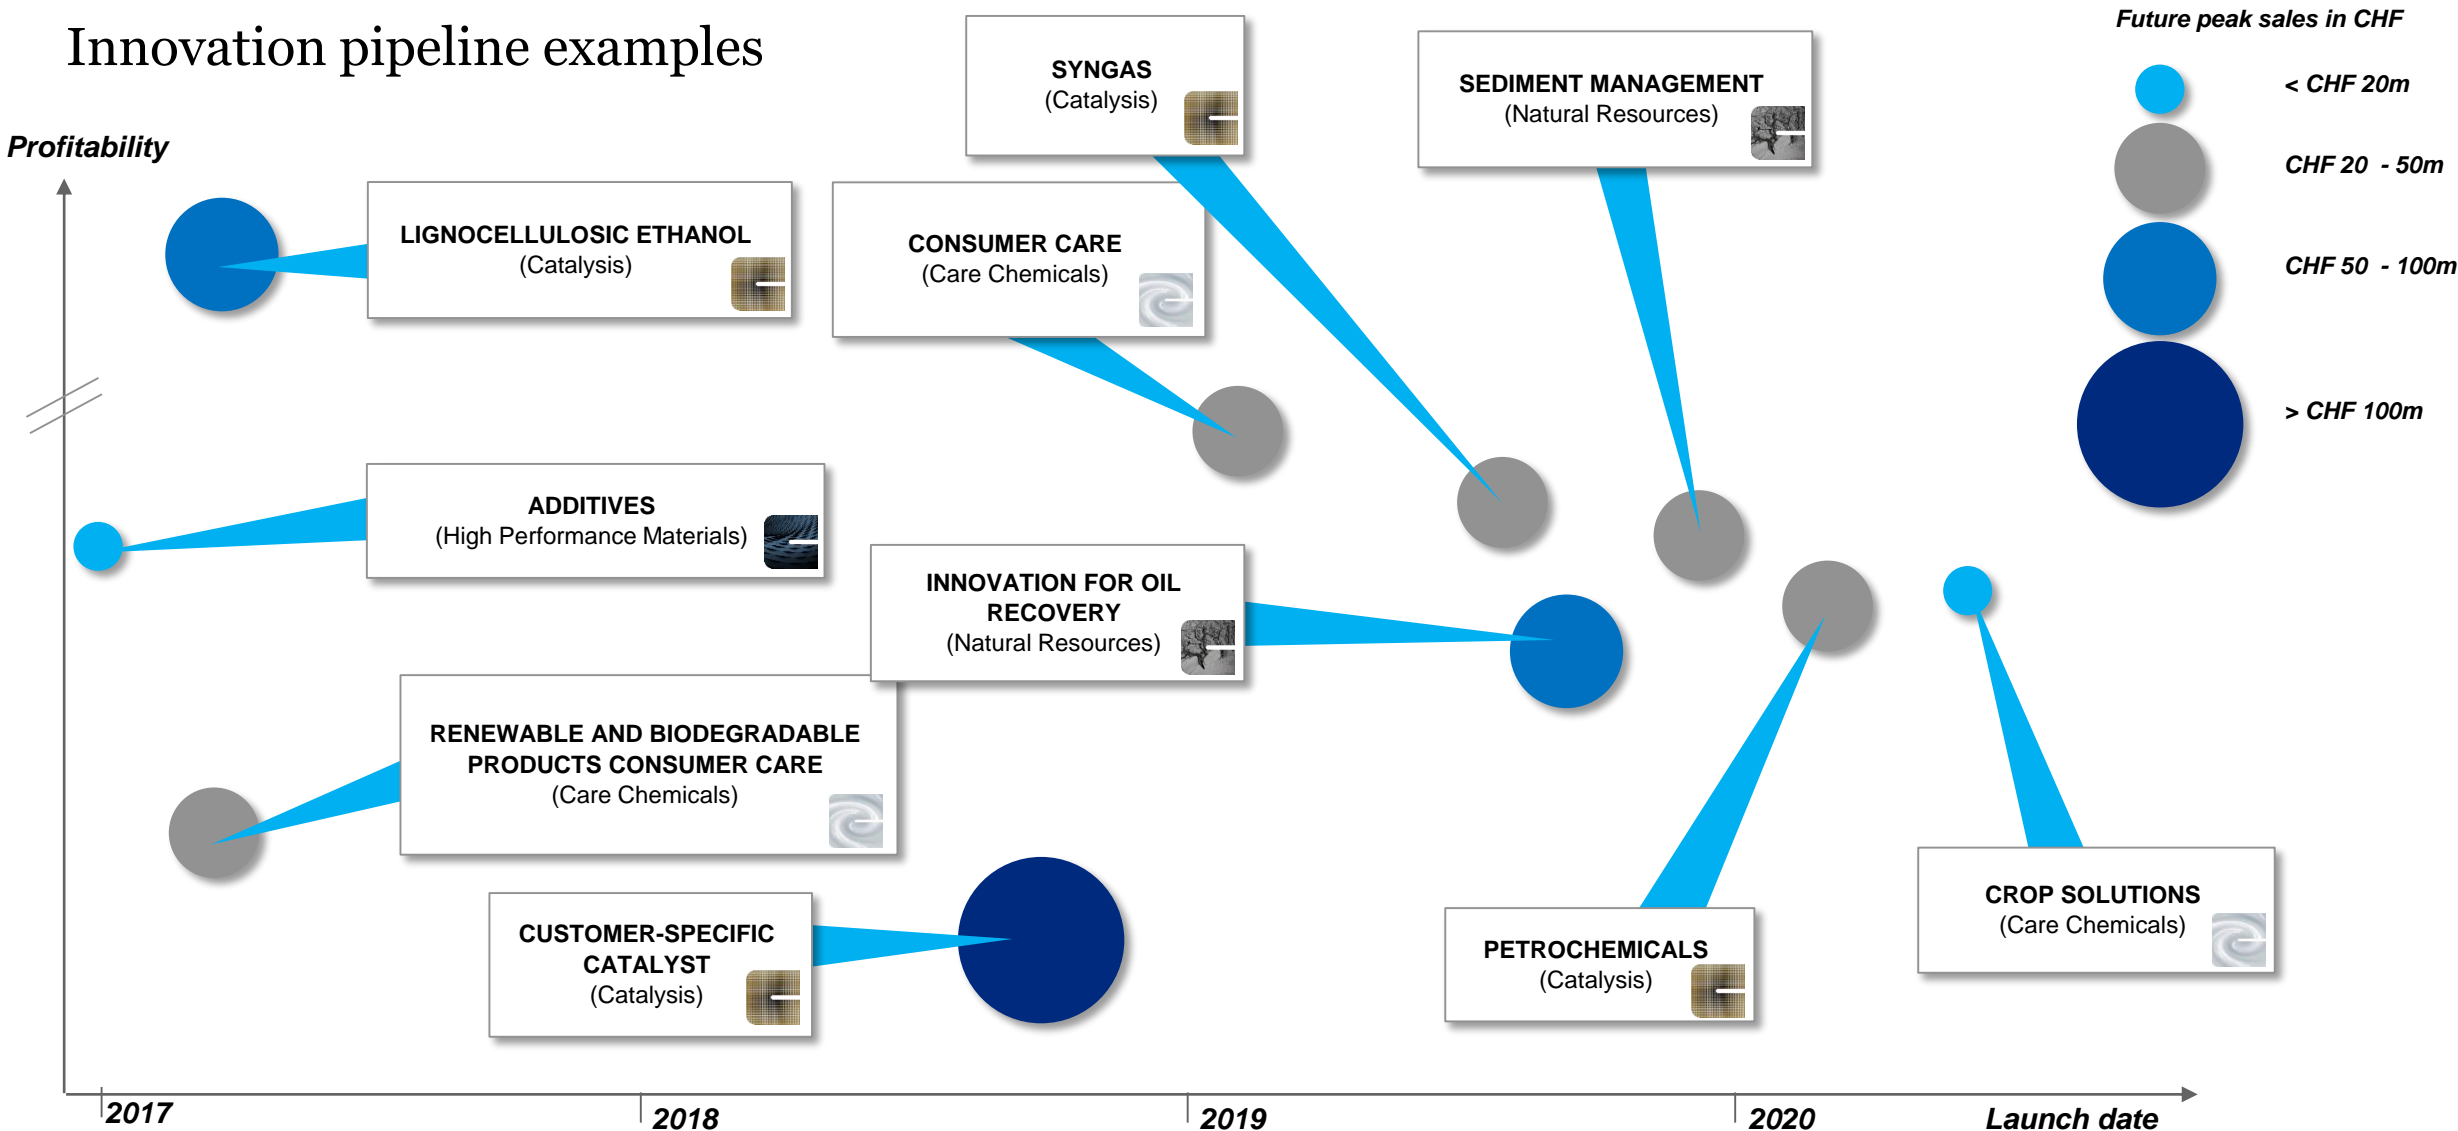 Innovation pipeline examples
Future peak sales in CHF
< CHF 20m
CHF 20 - 50m
CHF 50 - 100m
> CHF 100m
Profitability
SYNGAS
(Catalysis)
SEDIMENT MANAGEMENT
(Natural Resources)
LIGNOCELLULOSIC ETHANOL
(Catalysis)
CONSUMER CARE
(Care Chemicals)
ADDITIVES
(High Performance Materials)
INNOVATION FOR OIL
RECOVERY
(Natural Resources)
RENEWABLE AND BIODEGRADABLE
PRODUCTS CONSUMER CARE
(Care Chemicals)
CUSTOMER-SPECIFIC
CATALYST
(Catalysis)
PETROCHEMICALS
(Catalysis)
CROP SOLUTIONS
(Care Chemicals)
2017
2018
2019
2020
Launch date